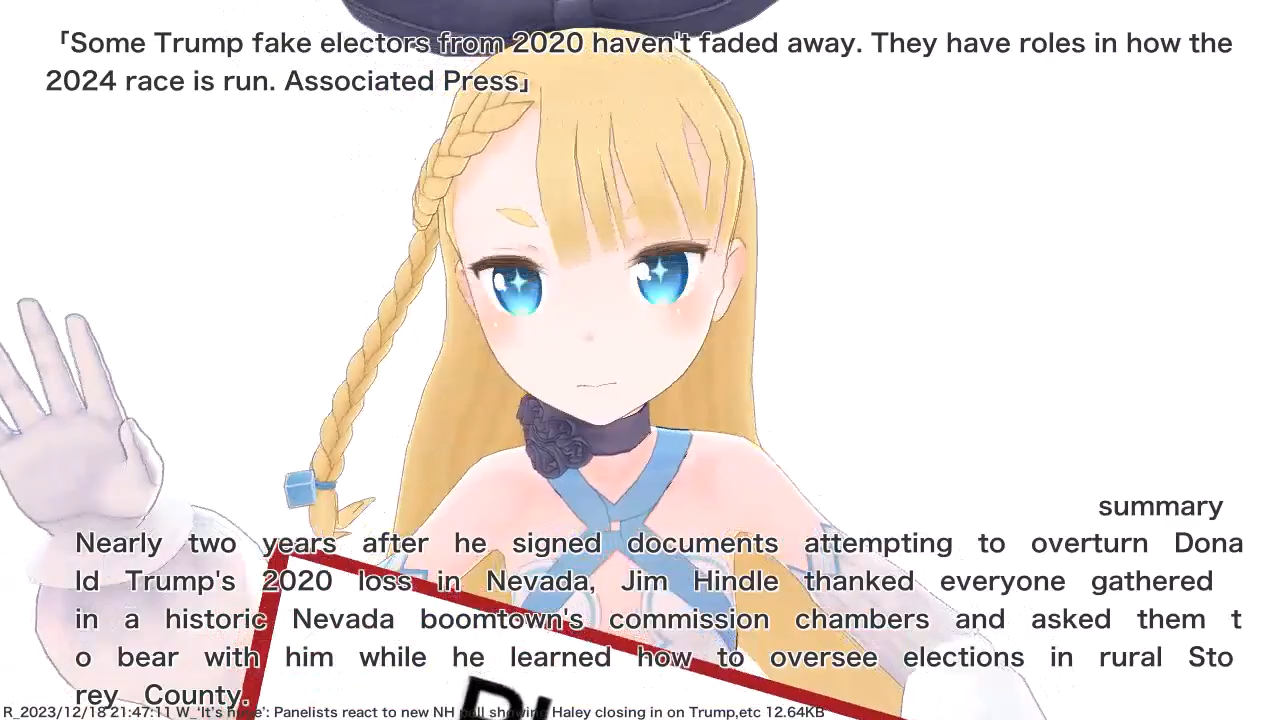 「Some Trump fake electors from 2020 haven't faded away. They have roles in how the
2024 race is run. Associated Press」
summary
Nearly two years after he signed documents attempting to overturn Dona
ld Trump's 2020 loss in Nevada, Jim Hindle thanked everyone gathered
in a historic Nevada boomtown's commission chambers and asked them t
o bear with him while he learned how to oversee elections in rural Sto
rey County.
R_2023/12/18 21:47:11 W_'It's huge': Panelists react to new NH poll showing Haley closing in on Trump,etc 12.64KB